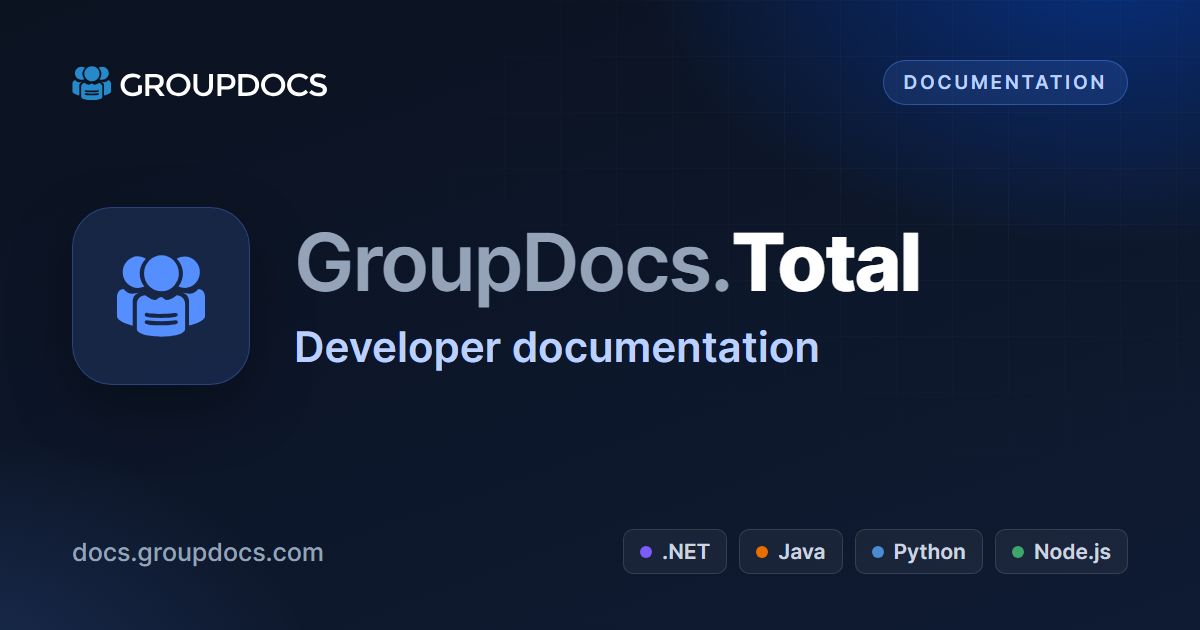 GROUPDOCS
DOCUMENTATION
GroupDocs.Total
Developer documentation
docs.groupdocs.com
.NET
Java
Python
Node.js